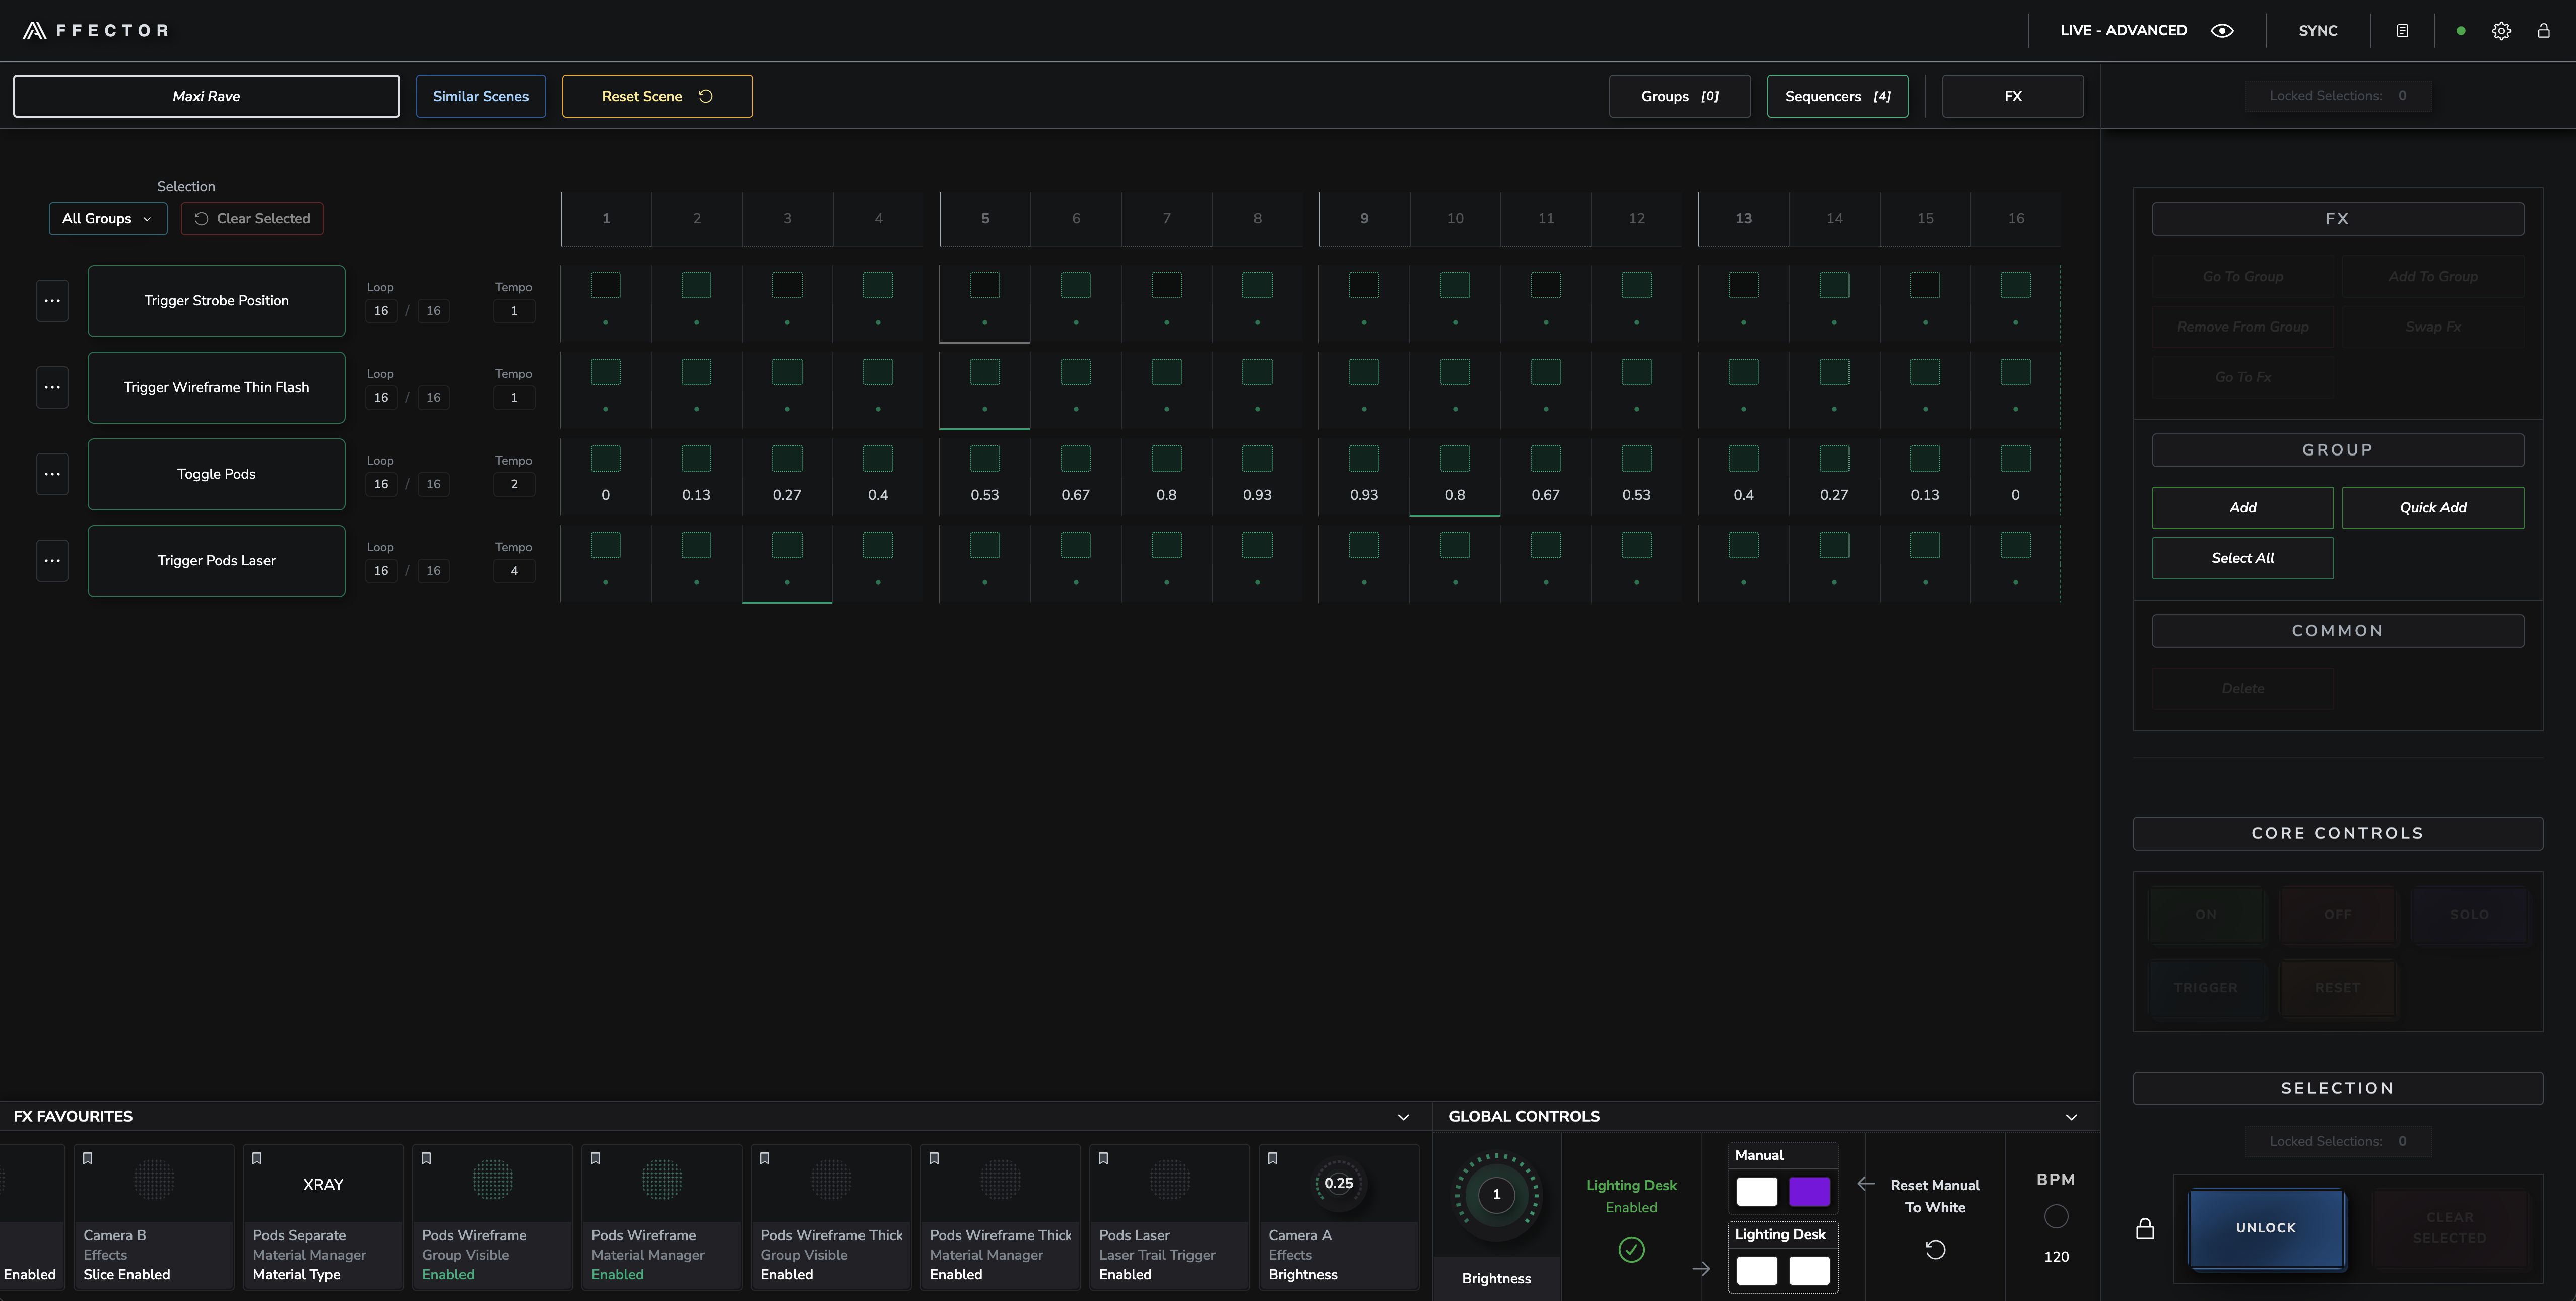 AFFECTOR
LIVE - ADVANCED
SYNC
Maxi Rave
Similar Scenes
Reset Scene
Groups [0]
Sequencers [4]
FX
Locked Selections: 0
Selection
All Groups
Clear Selected
1 2 3 4 5 6 7 8 9 10 11 12 13 14 15 16
Trigger Strobe Position
Loop
16 / 16
Tempo
1
Trigger Wireframe Thin Flash
Loop
16 / 16
Tempo
1
Toggle Pods
Loop
16 / 16
Tempo
2
0 0.13 0.27 0.4 0.53 0.67 0.8 0.93 0.93 0.8 0.67 0.53 0.4 0.27 0.13 0
Trigger Pods Laser
Loop
16 / 16
Tempo
4
FX
Go To Group
Add To Group
Remove From Group
Swap Fx
Go To Fx
GROUP
Add
Quick Add
Select All
COMMON
Delete
CORE CONTROLS
ON
OFF
SOLO
TRIGGER
RESET
SELECTION
Locked Selections: 0
UNLOCK
CLEAR
SELECTED
FX FAVOURITES
Enabled
Camera B
Effects
Slice Enabled
XRAY
Pods Separate
Material Manager
Material Type
Pods Wireframe
Group Visible
Enabled
Pods Wireframe
Material Manager
Enabled
Pods Wireframe Thick
Group Visible
Enabled
Pods Wireframe Thick
Material Manager
Enabled
Pods Laser
Laser Trail Trigger
Enabled
0.25
Camera A
Effects
Brightness
GLOBAL CONTROLS
1
Brightness
Lighting Desk
Enabled
Manual
Lighting Desk
Reset Manual
To White
BPM
120